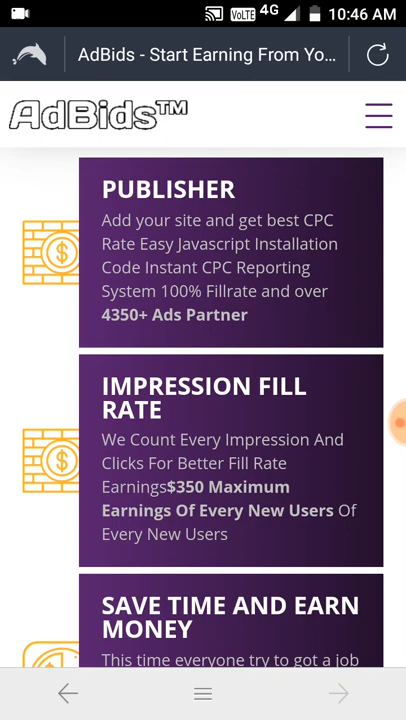 VoLTE 4G 10:46 AM
AdBids - Start Earning From Yo...
AdBids™
PUBLISHER
Add your site and get best CPC
Rate Easy Javascript Installation
Code Instant CPC Reporting
System 100% Fillrate and over
4350+ Ads Partner
IMPRESSION FILL
RATE
We Count Every Impression And
Clicks For Better Fill Rate
Earnings$350 Maximum
Earnings Of Every New Users Of
Every New Users
SAVE TIME AND EARN
MONEY
This time everyone try to got a job